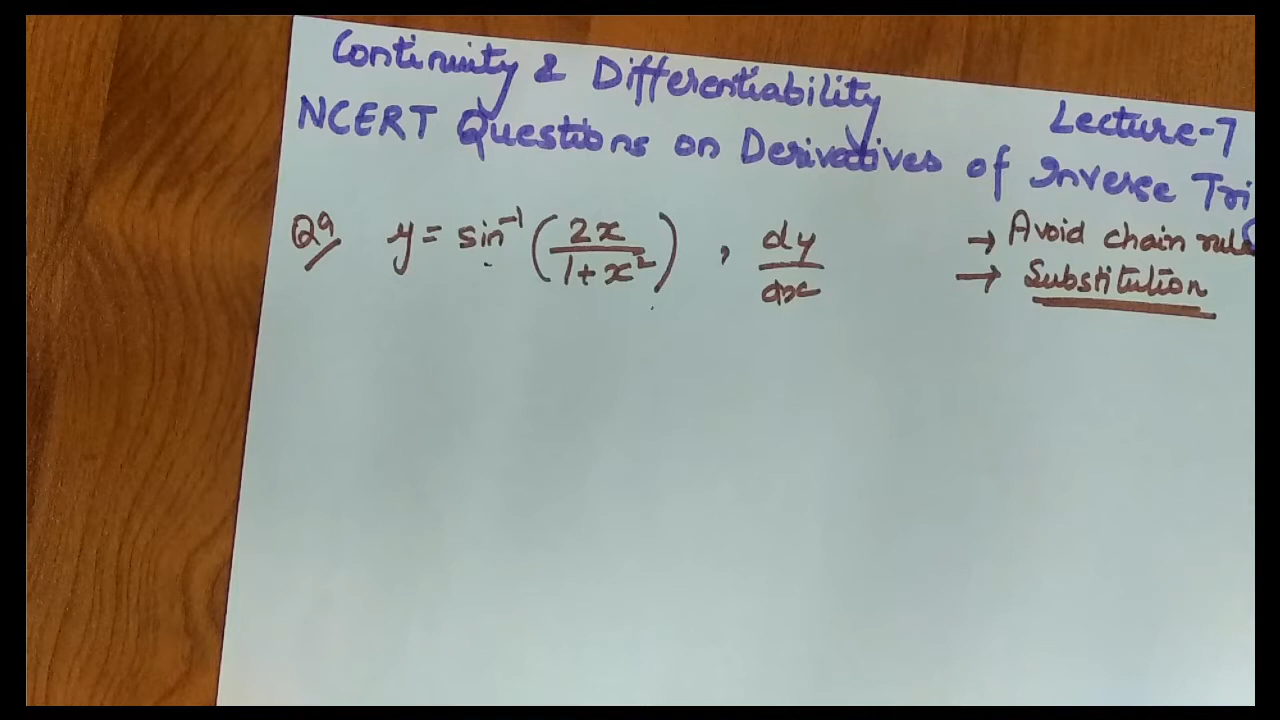 Continuity & Differentiability
Lecture-7
NCERT Questions on Derivatives of Inverse Tri
Q9 y = sin⁻¹(2x/(1+x²)), dy/dx
→ Avoid chain rule
→ Substitution